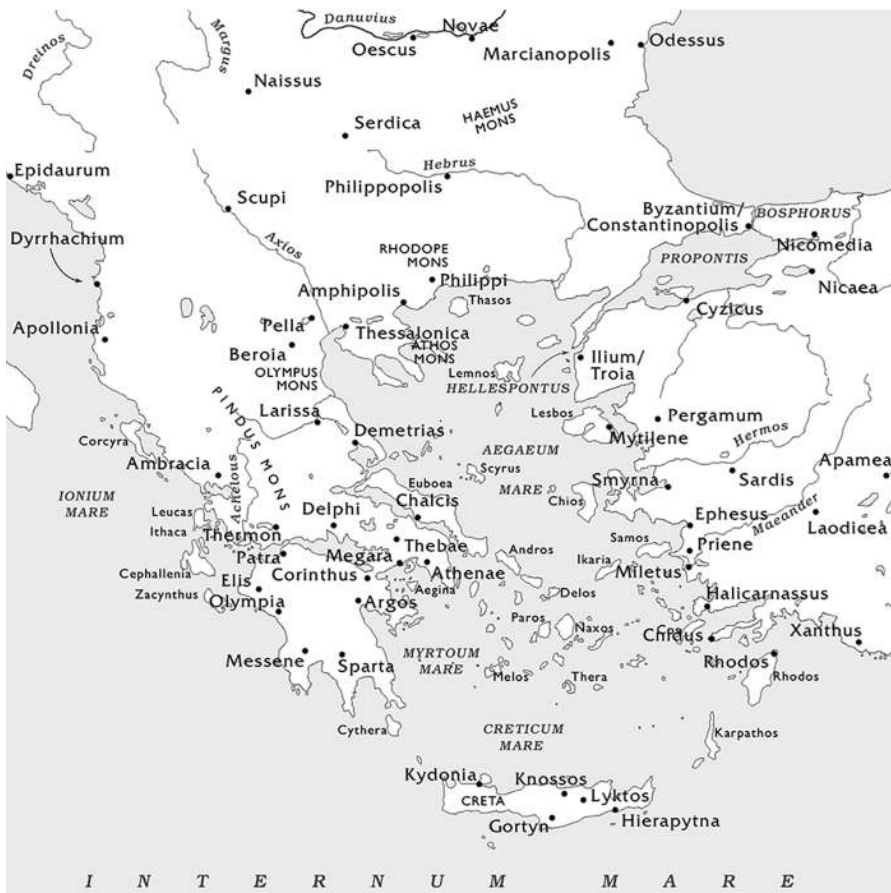 Danuvius
Novae
Oescus
Marcianopolis
Odessus
Dreinos
Margus
Naissus
HAEMUS
MONS
Serdica
Epidaurum
Hebrus
Philippopolis
Scupi
Byzantium/
Constantinopolis
BOSPHORUS
Dyrrhachium
Axios
Nicomedia
RHODOPE
MONS
PROPONTIS
Philippi
Nicaea
Amphipolis
Thasos
Cyzicus
Apollonia
Pella
Thessalonica
Beroia
ATHOS
MONS
Ilium/
Troia
OLYMPUS
MONS
Lemnos
HELLESPONTUS
PINDUS MONS
Larissa
Lesbos
Pergamum
Corcyra
Demetrias
Mytilene
Hermos
AEGAEUM
MARE
Ambracia
Achelous
Scyrus
Smyrna
Sardis
Apamea
IONIUM
MARE
Euboea
Chalcis
Chios
Leucas
Delphi
Maeander
Ithaca
Thermon
Ephesus
Laodicea
Thebae
Samos
Priene
Patra
Megara
Andros
Ikaria
Cephallenia
Elis
Corinthus
Athenae
Miletus
Zacynthus
Olympia
Aegina
Delos
Halicarnassus
Argos
Paros
Naxos
Cos
Cnidus
Xanthus
Messene
Sparta
MYRTOUM
MARE
Melos
Thera
Rhodos
Rhodos
Cythera
CRETICUM
MARE
Karpathos
Kydonia
Knossos
CRETA
Lyktos
Gortyn
Hierapytna
INTERNUM MARE